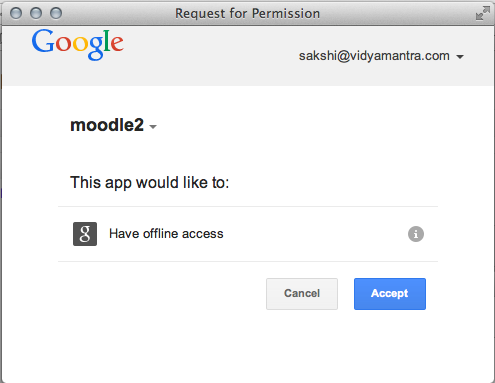 Request for Permission
Google
sakshi@vidyamantra.com
moodle2
This app would like to:
g Have offline access i
Cancel Accept